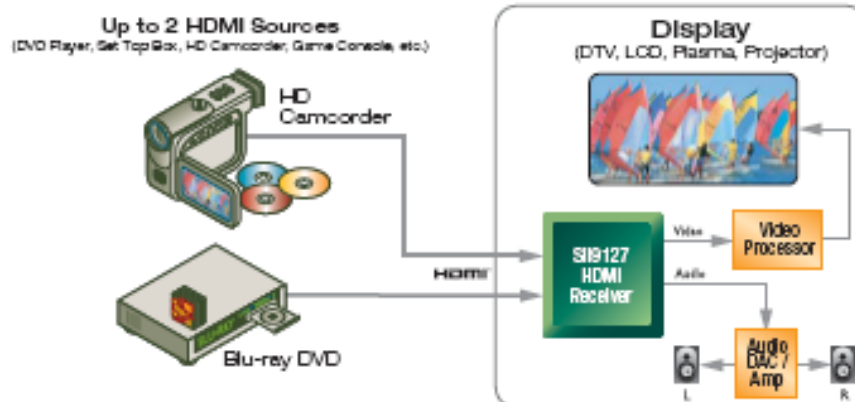 Up to 2 HDMI Sources
(DVD Player, Set Top Box, HD Camcorder, Game Console, etc.)
HD
Camcorder
Blu-ray DVD
HDMI
Display
(DTV, LCD, Plasma, Projector)
SiI9127
HDMI
Receiver
Video
Audio
Video
Processor
Audio
DAC /
Amp
L
R